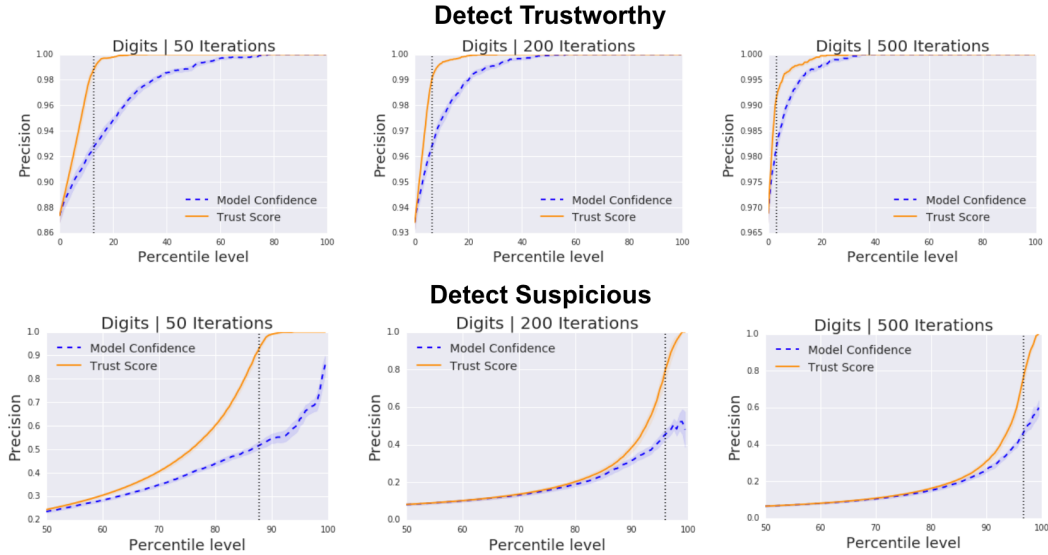 Detect Trustworthy
Digits | 50 Iterations
1.00
0.98
0.96
0.94
0.92
0.90
0.88
0.86
Precision
0
20
40
60
80
100
Percentile level
Model Confidence
Trust Score
Digits | 200 Iterations
1.00
0.99
0.98
0.97
0.96
0.95
0.94
0.93
Precision
0
20
40
60
80
100
Percentile level
Model Confidence
Trust Score
Digits | 500 Iterations
1.000
0.995
0.990
0.985
0.980
0.975
0.970
0.965
Precision
0
20
40
60
80
100
Percentile level
Model Confidence
Trust Score
Detect Suspicious
Digits | 50 Iterations
1.0
0.9
0.8
0.7
0.6
0.5
0.4
0.3
0.2
Precision
50
60
70
80
90
100
Percentile level
Model Confidence
Trust Score
Digits | 200 Iterations
1.0
0.8
0.6
0.4
0.2
0.0
Precision
50
60
70
80
90
100
Percentile level
Model Confidence
Trust Score
Digits | 500 Iterations
1.0
0.8
0.6
0.4
0.2
0.0
Precision
50
60
70
80
90
100
Percentile level
Model Confidence
Trust Score